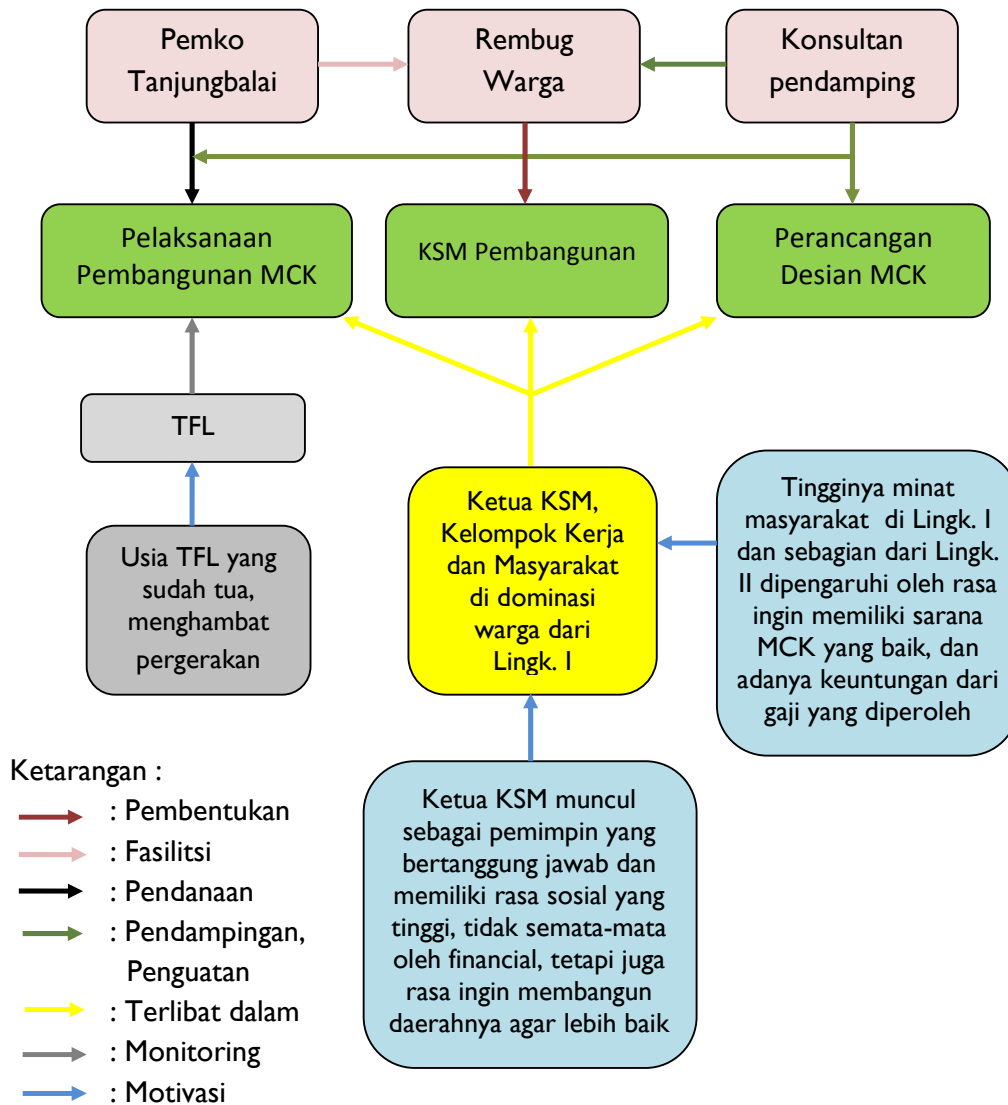 Pemko
Tanjungbalai
Rembug
Warga
Konsultan
pendamping
Pelaksanaan
Pembangunan MCK
KSM Pembangunan
Perancangan
Desian MCK
TFL
Usia TFL yang
sudah tua,
menghambat
pergerakan
Ketua KSM,
Kelompok Kerja
dan Masyarakat
di dominasi
warga dari
Lingk. I
Tingginya minat
masyarakat di Lingk. I
dan sebagian dari Lingk.
II dipengaruhi oleh rasa
ingin memiliki sarana
MCK yang baik, dan
adanya keuntungan dari
gaji yang diperoleh
Ketua KSM muncul
sebagai pemimpin yang
bertanggung jawab dan
memiliki rasa sosial yang
tinggi, tidak semata-mata
oleh financial, tetapi juga
rasa ingin membangun
daerahnya agar lebih baik
Ketarangan :
: Pembentukan
: Fasilitsi
: Pendanaan
: Pendampingan,
Penguatan
: Terlibat dalam
: Monitoring
: Motivasi